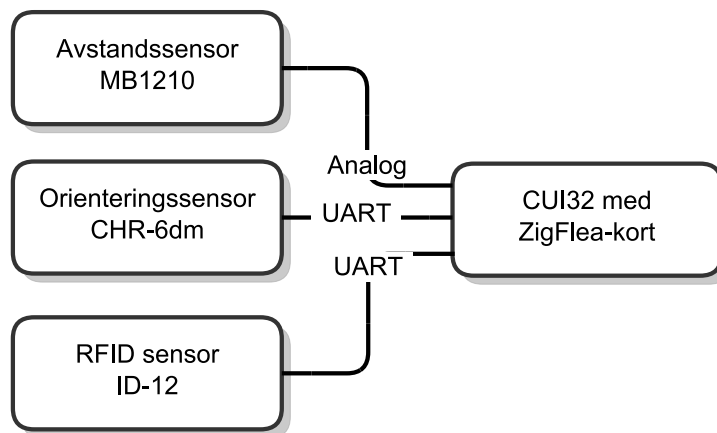 Avstandssensor
MB1210
Analog
Orienteringssensor
CHR-6dm
UART
CUI32 med
ZigFlea-kort
UART
RFID sensor
ID-12